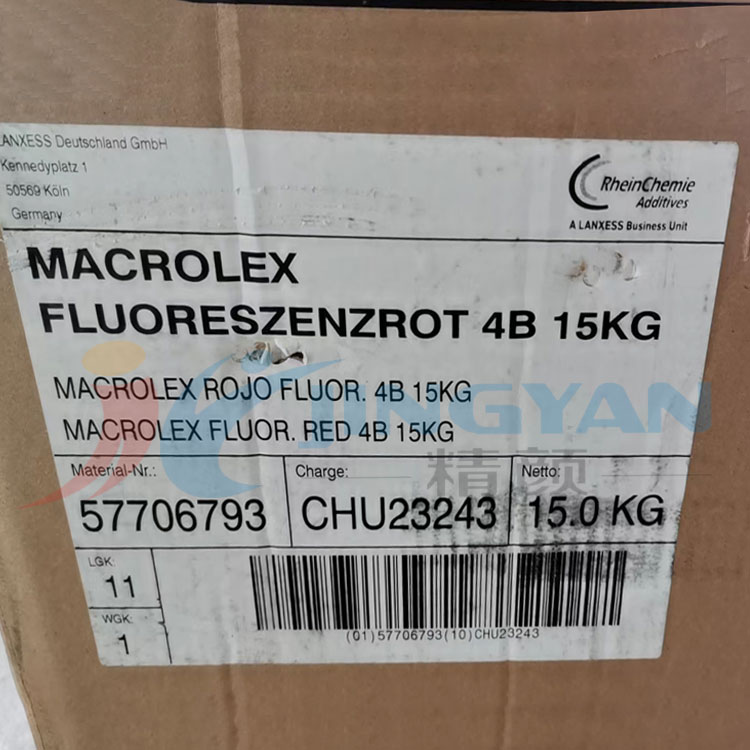 LANXESS Deutschland GmbH
Kennedyplatz 1
50569 Köln
Germany
RheinChemie
Additives
A LANXESS Business Unit
MACROLEX
FLUORESZENZROT 4B 15KG
MACROLEX ROJO FLUOR. 4B 15KG
MACROLEX FLUOR. RED 4B 15KG
JINGYAN
精颜
Material-Nr.:
57706793
Charge:
CHU23243
Netto:
15.0 KG
LGK:
11
WGK:
1
(01)57706793(10)CHU23243